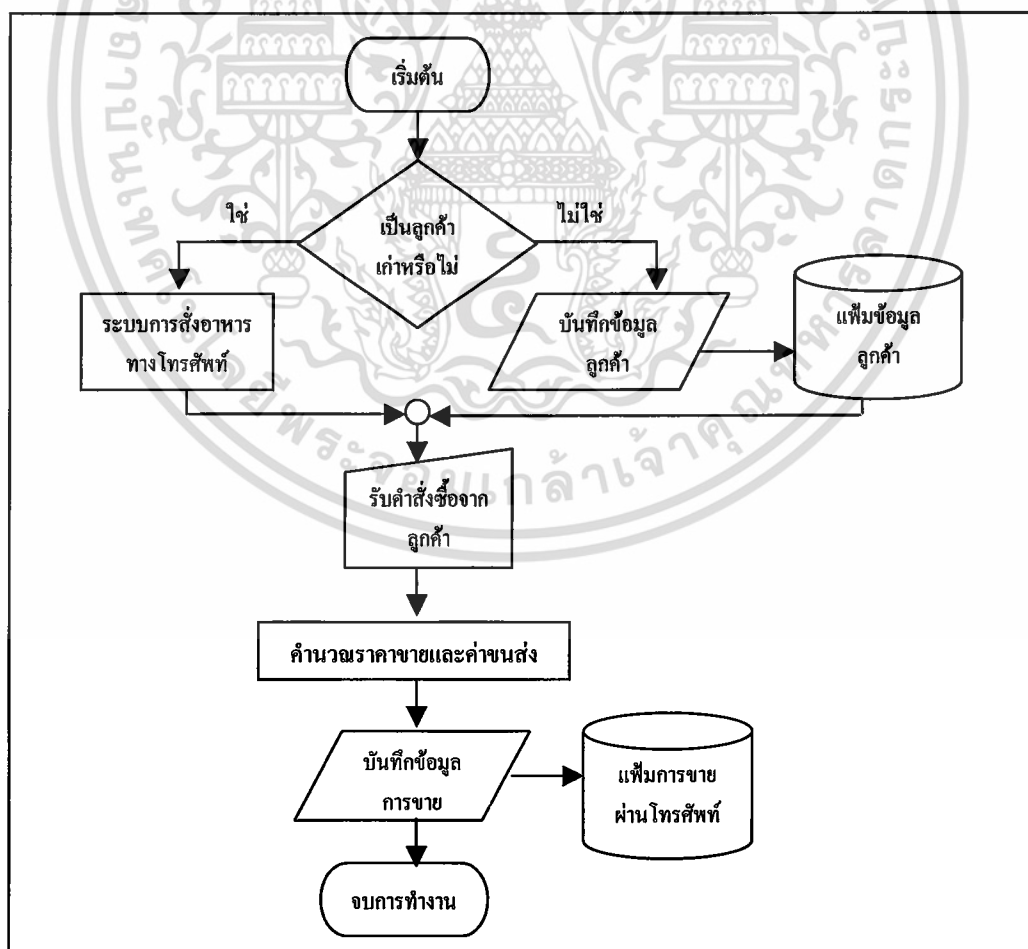 เริ่มต้น
ใช่
ไม่ใช่
เป็นลูกค้า
เก่าหรือไม่
ระบบการสั่งอาหาร
ทางโทรศัพท์
บันทึกข้อมูล
ลูกค้า
แฟ้มข้อมูล
ลูกค้า
รับคำสั่งซื้อจาก
ลูกค้า
คำนวณราคาขายและค่าขนส่ง
บันทึกข้อมูล
การขาย
แฟ้มการขาย
ผ่านโทรศัพท์
จบการทำงาน